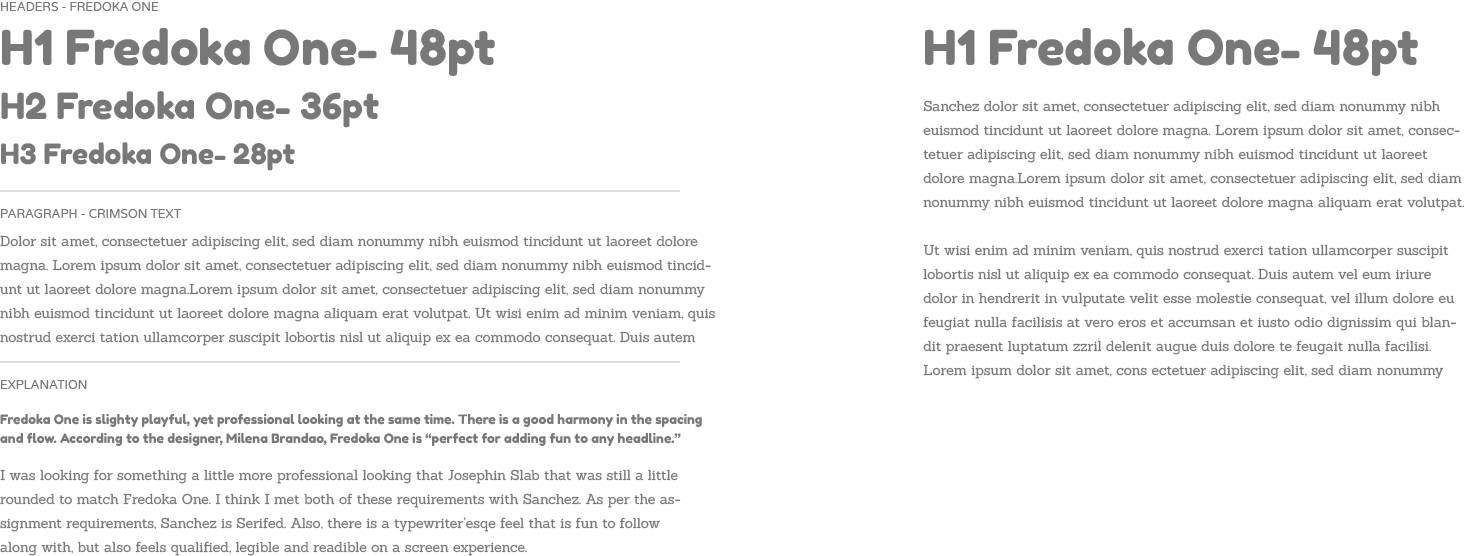 HEADERS - FREDOKA ONE
H1 Fredoka One- 48pt
H2 Fredoka One- 36pt
H3 Fredoka One- 28pt
PARAGRAPH - CRIMSON TEXT
Dolor sit amet, consectetuer adipiscing elit, sed diam nonummy nibh euismod tincidunt ut laoreet dolore
magna. Lorem ipsum dolor sit amet, consectetuer adipiscing elit, sed diam nonummy nibh euismod tincid-
unt ut laoreet dolore magna.Lorem ipsum dolor sit amet, consectetuer adipiscing elit, sed diam nonummy
nibh euismod tincidunt ut laoreet dolore magna aliquam erat volutpat. Ut wisi enim ad minim veniam, quis
nostrud exerci tation ullamcorper suscipit lobortis nisl ut aliquip ex ea commodo consequat. Duis autem
EXPLANATION
Fredoka One is slighty playful, yet professional looking at the same time. There is a good harmony in the spacing
and flow. According to the designer, Milena Brandao, Fredoka One is “perfect for adding fun to any headline.”
I was looking for something a little more professional looking that Josephin Slab that was still a little
rounded to match Fredoka One. I think I met both of these requirements with Sanchez. As per the as-
signment requirements, Sanchez is Serifed. Also, there is a typewriter'esqe feel that is fun to follow
along with, but also feels qualified, legible and readible on a screen experience.
H1 Fredoka One- 48pt
Sanchez dolor sit amet, consectetuer adipiscing elit, sed diam nonummy nibh
euismod tincidunt ut laoreet dolore magna. Lorem ipsum dolor sit amet, consec-
tetuer adipiscing elit, sed diam nonummy nibh euismod tincidunt ut laoreet
dolore magna.Lorem ipsum dolor sit amet, consectetuer adipiscing elit, sed diam
nonummy nibh euismod tincidunt ut laoreet dolore magna aliquam erat volutpat.
Ut wisi enim ad minim veniam, quis nostrud exerci tation ullamcorper suscipit
lobortis nisl ut aliquip ex ea commodo consequat. Duis autem vel eum iriure
dolor in hendrerit in vulputate velit esse molestie consequat, vel illum dolore eu
feugiat nulla facilisis at vero eros et accumsan et iusto odio dignissim qui blan-
dit praesent luptatum zzril delenit augue duis dolore te feugait nulla facilisi.
Lorem ipsum dolor sit amet, cons ectetuer adipiscing elit, sed diam nonummy